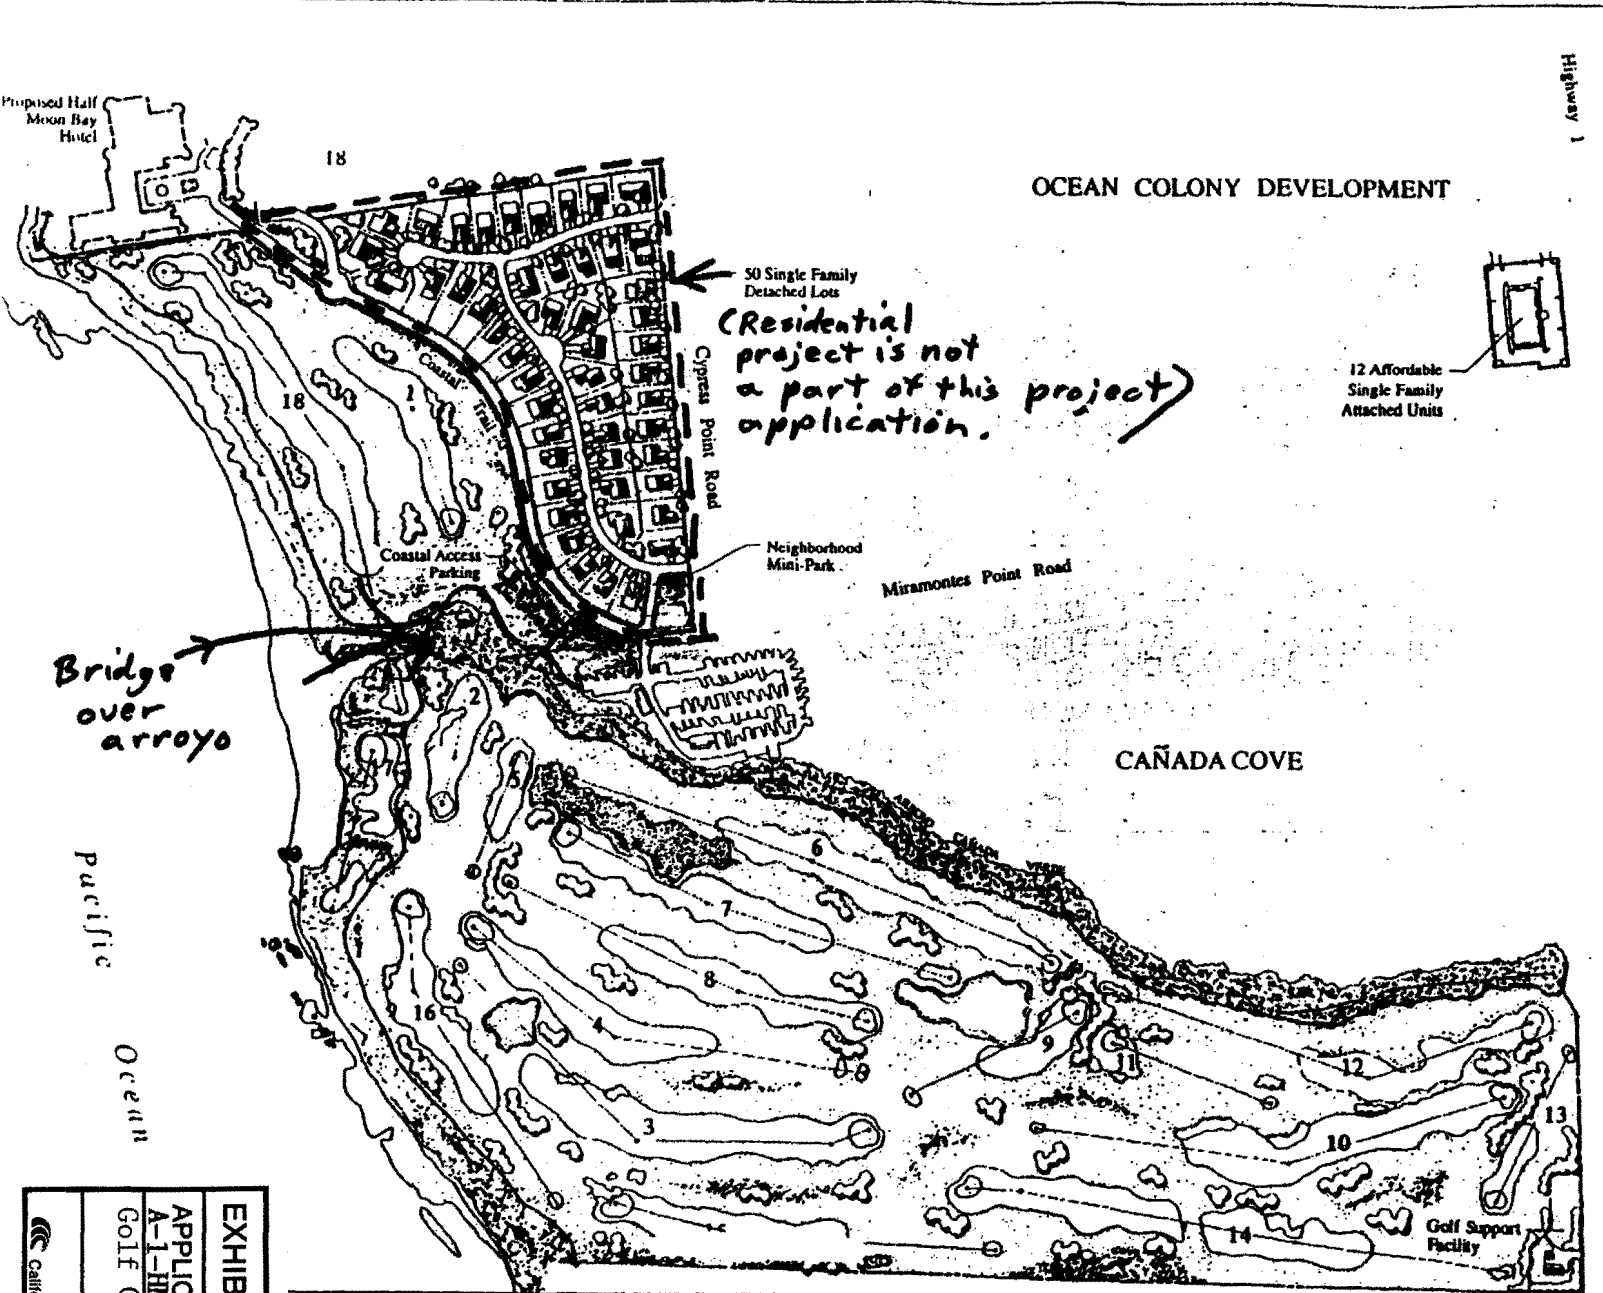 Highway 1
Proposed Half
Moon Bay
Hotel
18
OCEAN COLONY DEVELOPMENT
50 Single Family
Detached Lots
(Residential
project is not
a part of this project)
application.
12 Affordable
Single Family
Attached Units
Cypress Point Road
Coastal Trail
18
1
Coastal Access
Parking
Neighborhood
Mini-Park
Miramontes Point Road
Bridge
over
arroyo
CAÑADA COVE
2
17
5
6
7
8
4
16
3
9
11
12
10
13
14
Pacific Ocean
Golf Support
Facility
EXHIB
APPLIC
A-1-H
Golf C
Calif